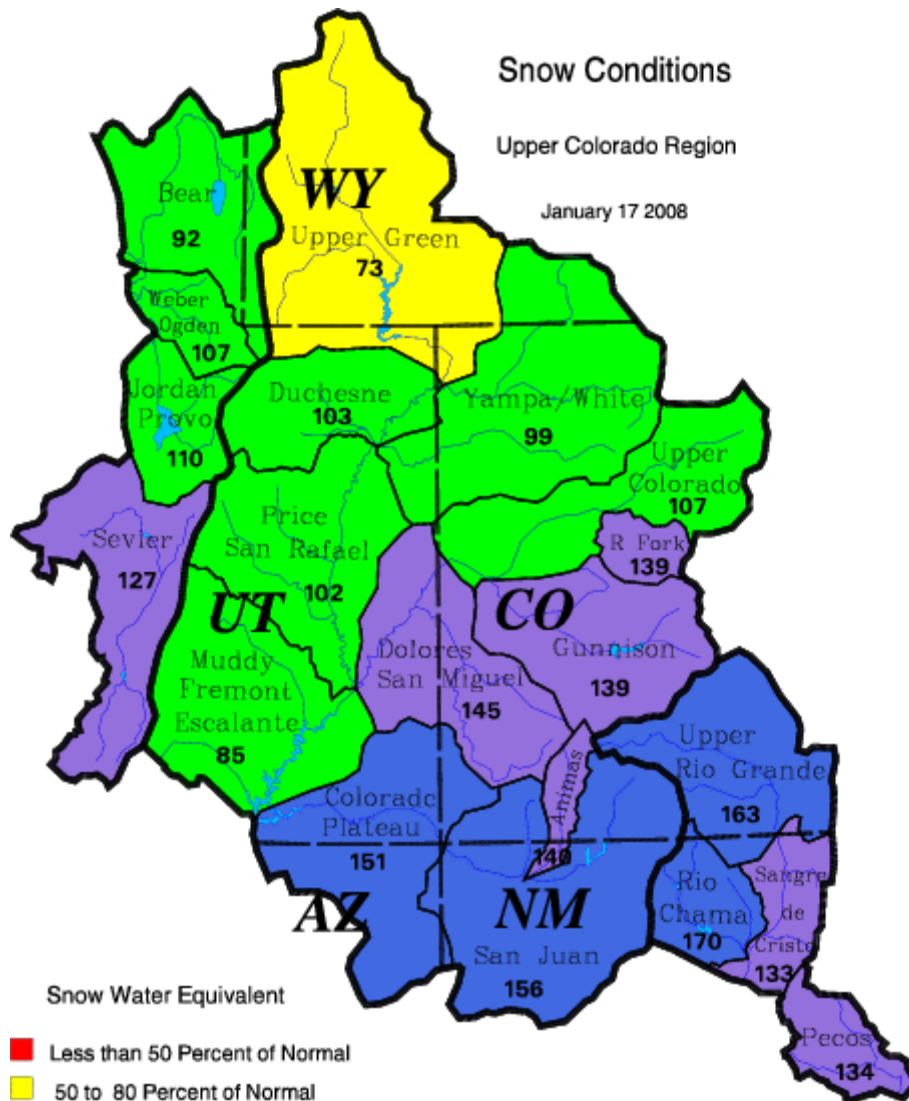 Snow Conditions
Upper Colorado Region
January 17 2008
WY
Bear
92
Upper Green
73
Weber
Ogden
107
Jordan
Provo
110
Duchesne
103
Yampa/White
99
Upper
Colorado
107
R Fork
139
Sevier
127
Price
San Rafael
102
UT
CO
Muddy
Fremont
Escalante
85
Dolores
San Miguel
145
Gunnison
139
Animas
140
Upper
Rio Grande
163
Colorado
Plateau
151
AZ
NM
San Juan
156
Rio
Chama
170
Sangre
de
Cristo
133
Pecos
134
Snow Water Equivalent
Less than 50 Percent of Normal
50 to 80 Percent of Normal